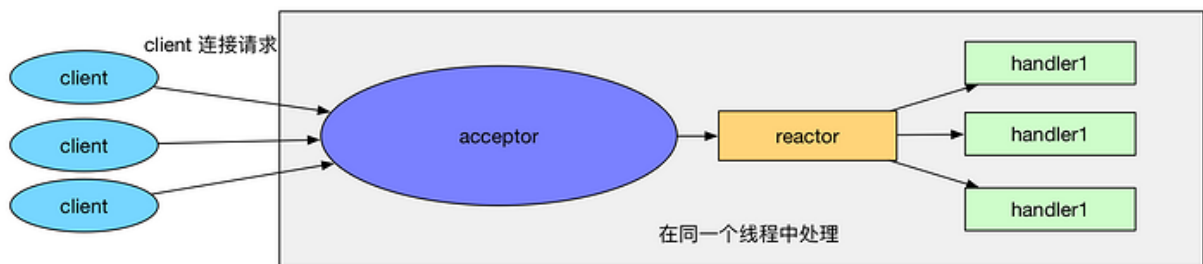 client 连接请求
client
client
client
acceptor
reactor
handler1
handler1
handler1
在同一个线程中处理